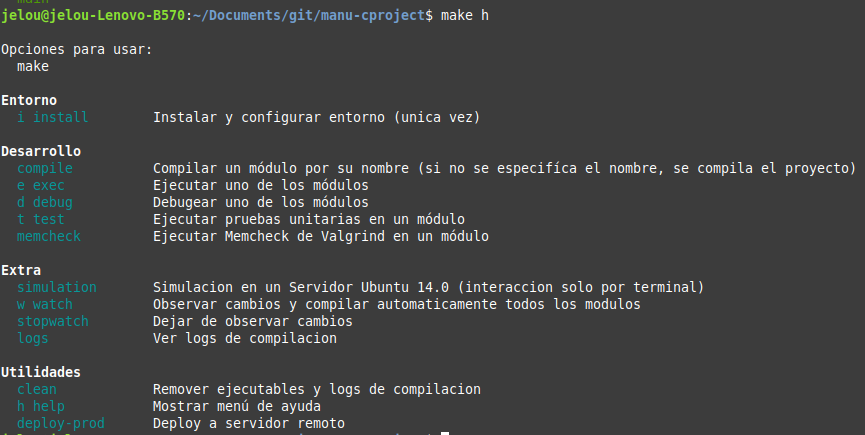 main
jelou@jelou-Lenovo-B570:~/Documents/git/manu-cproject$ make h
Opciones para usar:
make
Entorno
i install Instalar y configurar entorno (unica vez)
Desarrollo
compile Compilar un módulo por su nombre (si no se especifíca el nombre, se compila el proyecto)
e exec Ejecutar uno de los módulos
d debug Debugear uno de los módulos
t test Ejecutar pruebas unitarias en un módulo
memcheck Ejecutar Memcheck de Valgrind en un módulo
Extra
simulation Simulacion en un Servidor Ubuntu 14.0 (interaccion solo por terminal)
w watch Observar cambios y compilar automaticamente todos los modulos
stopwatch Dejar de observar cambios
logs Ver logs de compilacion
Utilidades
clean Remover ejecutables y logs de compilacion
h help Mostrar menú de ayuda
deploy-prod Deploy a servidor remoto